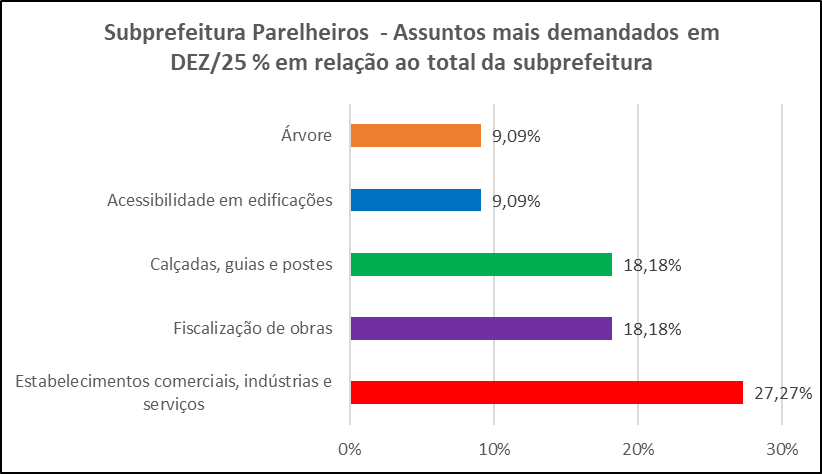 Subprefeitura Parelheiros - Assuntos mais demandados em
DEZ/25 % em relação ao total da subprefeitura
Árvore
9,09%
Acessibilidade em edificações
9,09%
Calçadas, guias e postes
18,18%
Fiscalização de obras
18,18%
Estabelecimentos comerciais, indústrias e
serviços
27,27%
0%
10%
20%
30%